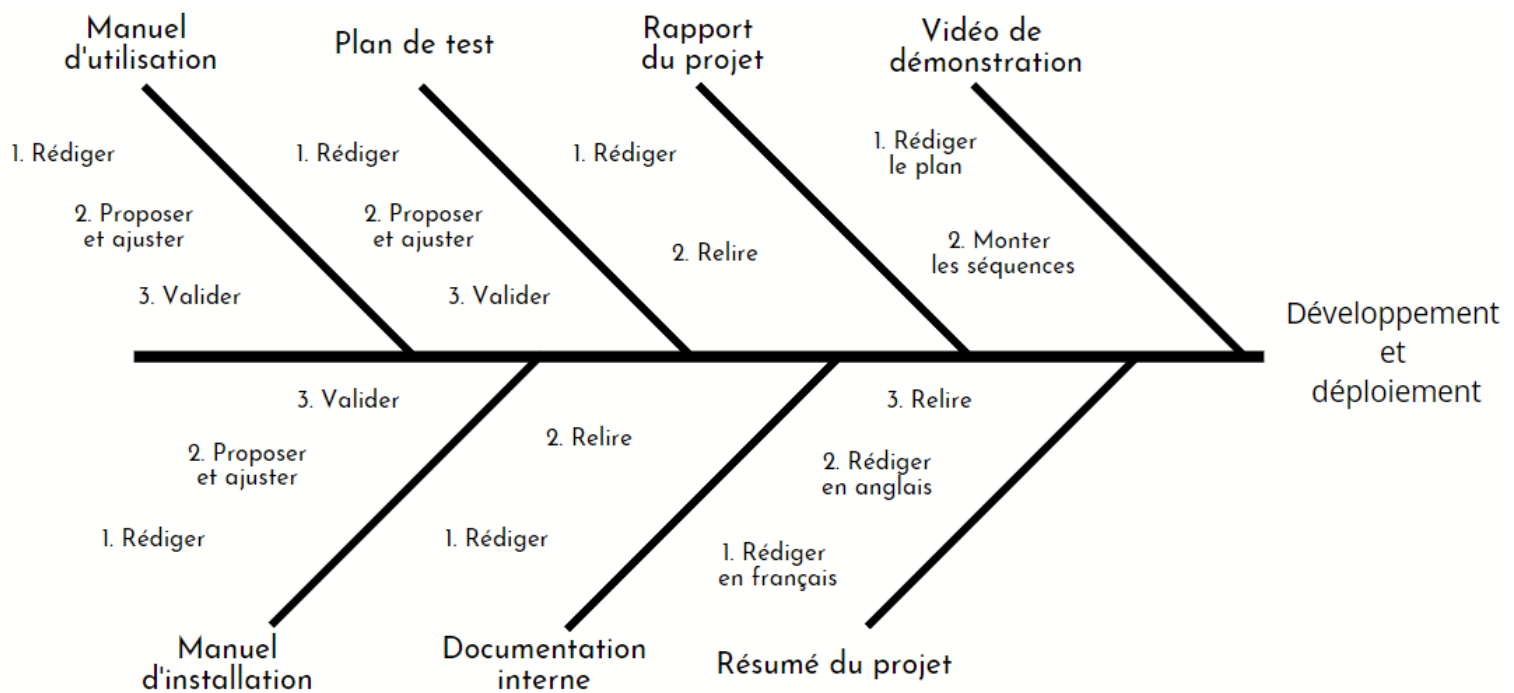 Manuel
d'utilisation
Plan de test
Rapport
du projet
Vidéo de
démonstration
1. Rédiger
2. Proposer
et ajuster
3. Valider
1. Rédiger
2. Proposer
et ajuster
3. Valider
1. Rédiger
2. Relire
1. Rédiger
le plan
2. Monter
les séquences
Développement
et
déploiement
3. Valider
2. Proposer
et ajuster
1. Rédiger
2. Relire
1. Rédiger
3. Relire
2. Rédiger
en anglais
1. Rédiger
en français
Manuel
d'installation
Documentation
interne
Résumé du projet